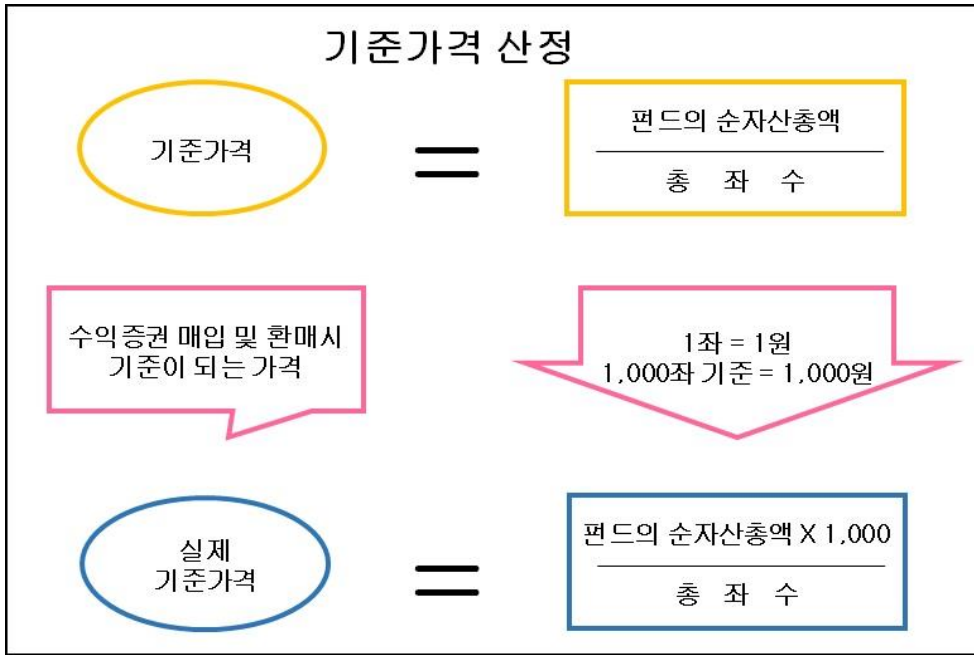 기준가격 산정
기준가격
=
펀드의 순자산총액
총 좌 수
수익증권 매입 및 환매시
기준이 되는 가격
1좌 = 1원
1,000좌 기준 = 1,000원
실제
기준가격
=
펀드의 순자산총액 X 1,000
총 좌 수